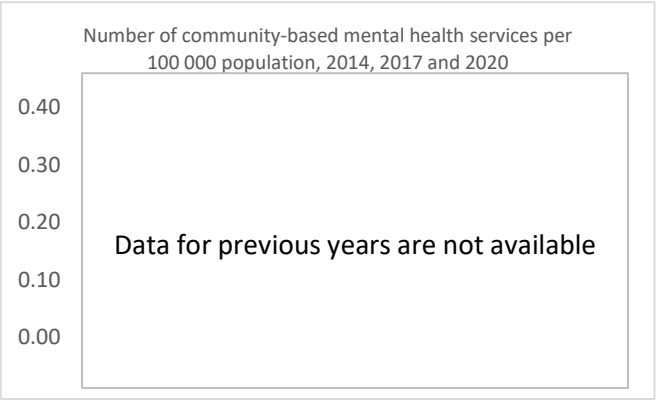 Number of community-based mental health services per
100 000 population, 2014, 2017 and 2020
0.40
0.30
0.20
0.10
0.00
Data for previous years are not available